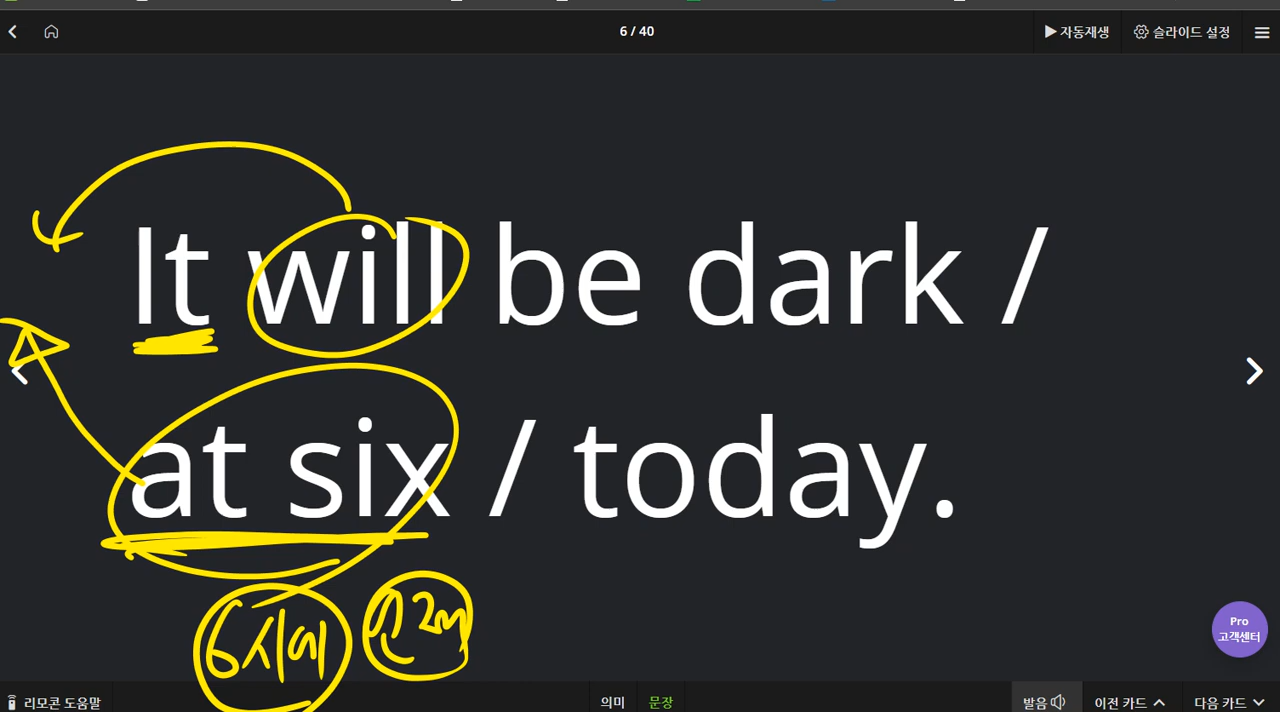 6 / 40
자동재생
슬라이드 설정
It will be dark /
at six / today.
6시에
Pro
고객센터
리모콘 도움말
의미
문장
발음
이전 카드
다음 카드